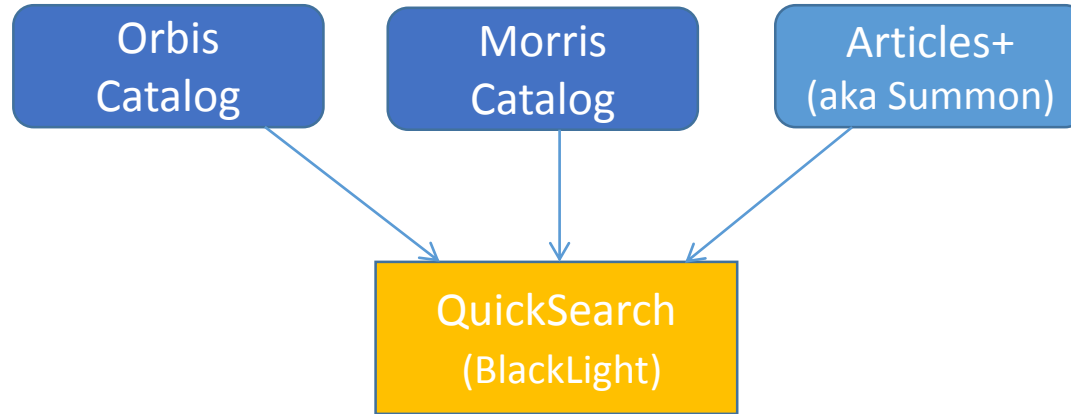 Orbis
Catalog
Morris
Catalog
Articles+
(aka Summon)
QuickSearch
(BlackLight)